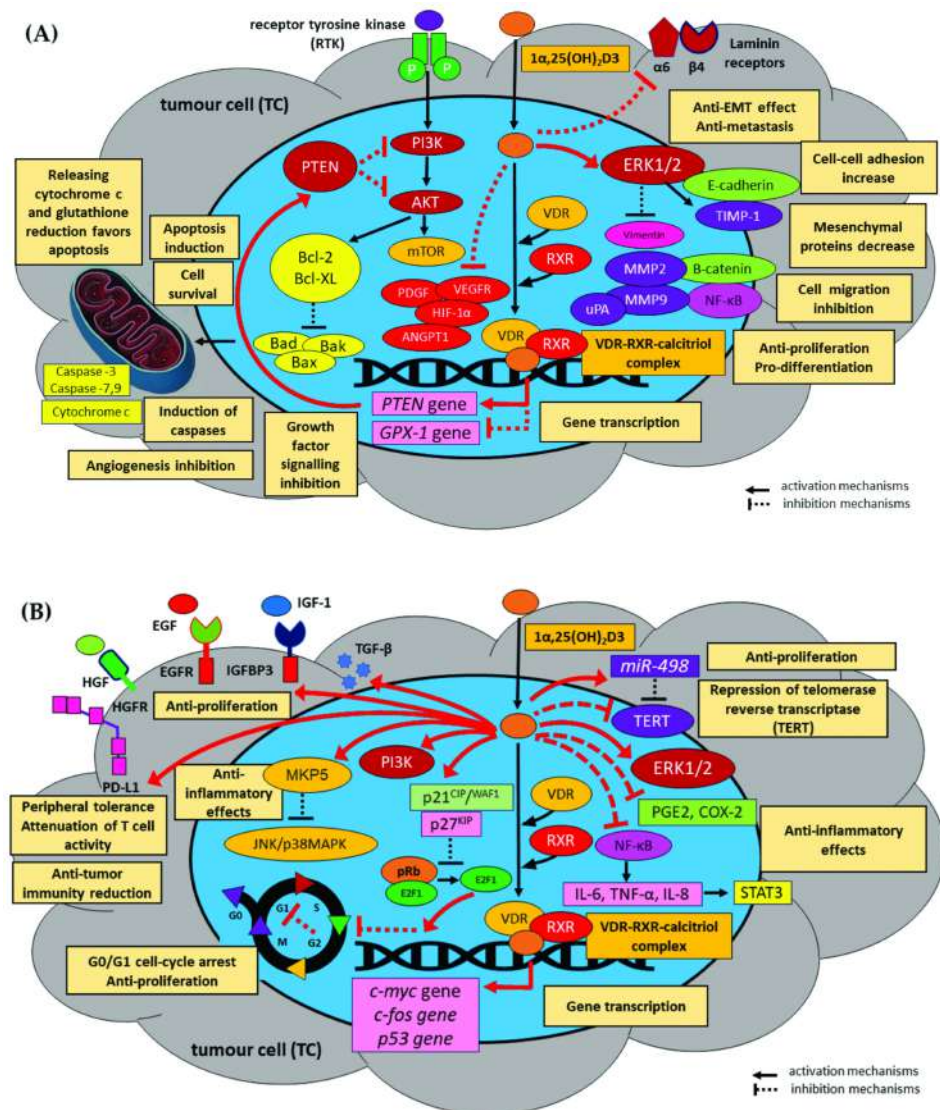 (A)
receptor tyrosine kinase
(RTK)
P
P
1α,25(OH)₂D3
α6
β4
Laminin
receptors
tumour cell (TC)
Anti-EMT effect
Anti-metastasis
PTEN
PI3K
ERK1/2
E-cadherin
Cell-cell adhesion
increase
Releasing
cytochrome c
and glutathione
reduction favors
apoptosis
AKT
TIMP-1
VDR
Apoptosis
induction
mTOR
Vimentin
Mesenchymal
proteins decrease
Bcl-2
Bcl-XL
Cell
survival
RXR
MMP2
B-catenin
PDGF
VEGFR
HIF-1α
ANGPT1
uPA
MMP9
NF-κB
Cell migration
inhibition
Bad
Bak
Bax
VDR
RXR
VDR-RXR-calcitriol
complex
Anti-proliferation
Pro-differentiation
Caspase -3
Caspase -7,9
Cytochrome c
PTEN gene
GPX-1 gene
Induction of
caspases
Growth
factor
signalling
inhibition
Gene transcription
Angiogenesis inhibition
activation mechanisms
inhibition mechanisms
(B)
IGF-1
EGF
HGF
EGFR
IGFBP3
TGF-β
1α,25(OH)₂D3
HGFR
miR-498
Anti-proliferation
Anti-proliferation
Repression of telomerase
reverse transcriptase
(TERT)
TERT
PD-L1
Anti-
inflammatory
effects
MKP5
PI3K
ERK1/2
Peripheral tolerance
Attenuation of T cell
activity
p21CIP/WAF1
p27KIP
VDR
PGE2, COX-2
Anti-inflammatory
effects
JNK/p38MAPK
RXR
NF-κB
Anti-tumor
immunity reduction
pRb
E2F1
E2F1
IL-6, TNF-α, IL-8
STAT3
G0
G1
S
M
G2
VDR
RXR
VDR-RXR-calcitriol
complex
G0/G1 cell-cycle arrest
Anti-proliferation
c-myc gene
c-fos gene
p53 gene
Gene transcription
tumour cell (TC)
activation mechanisms
inhibition mechanisms